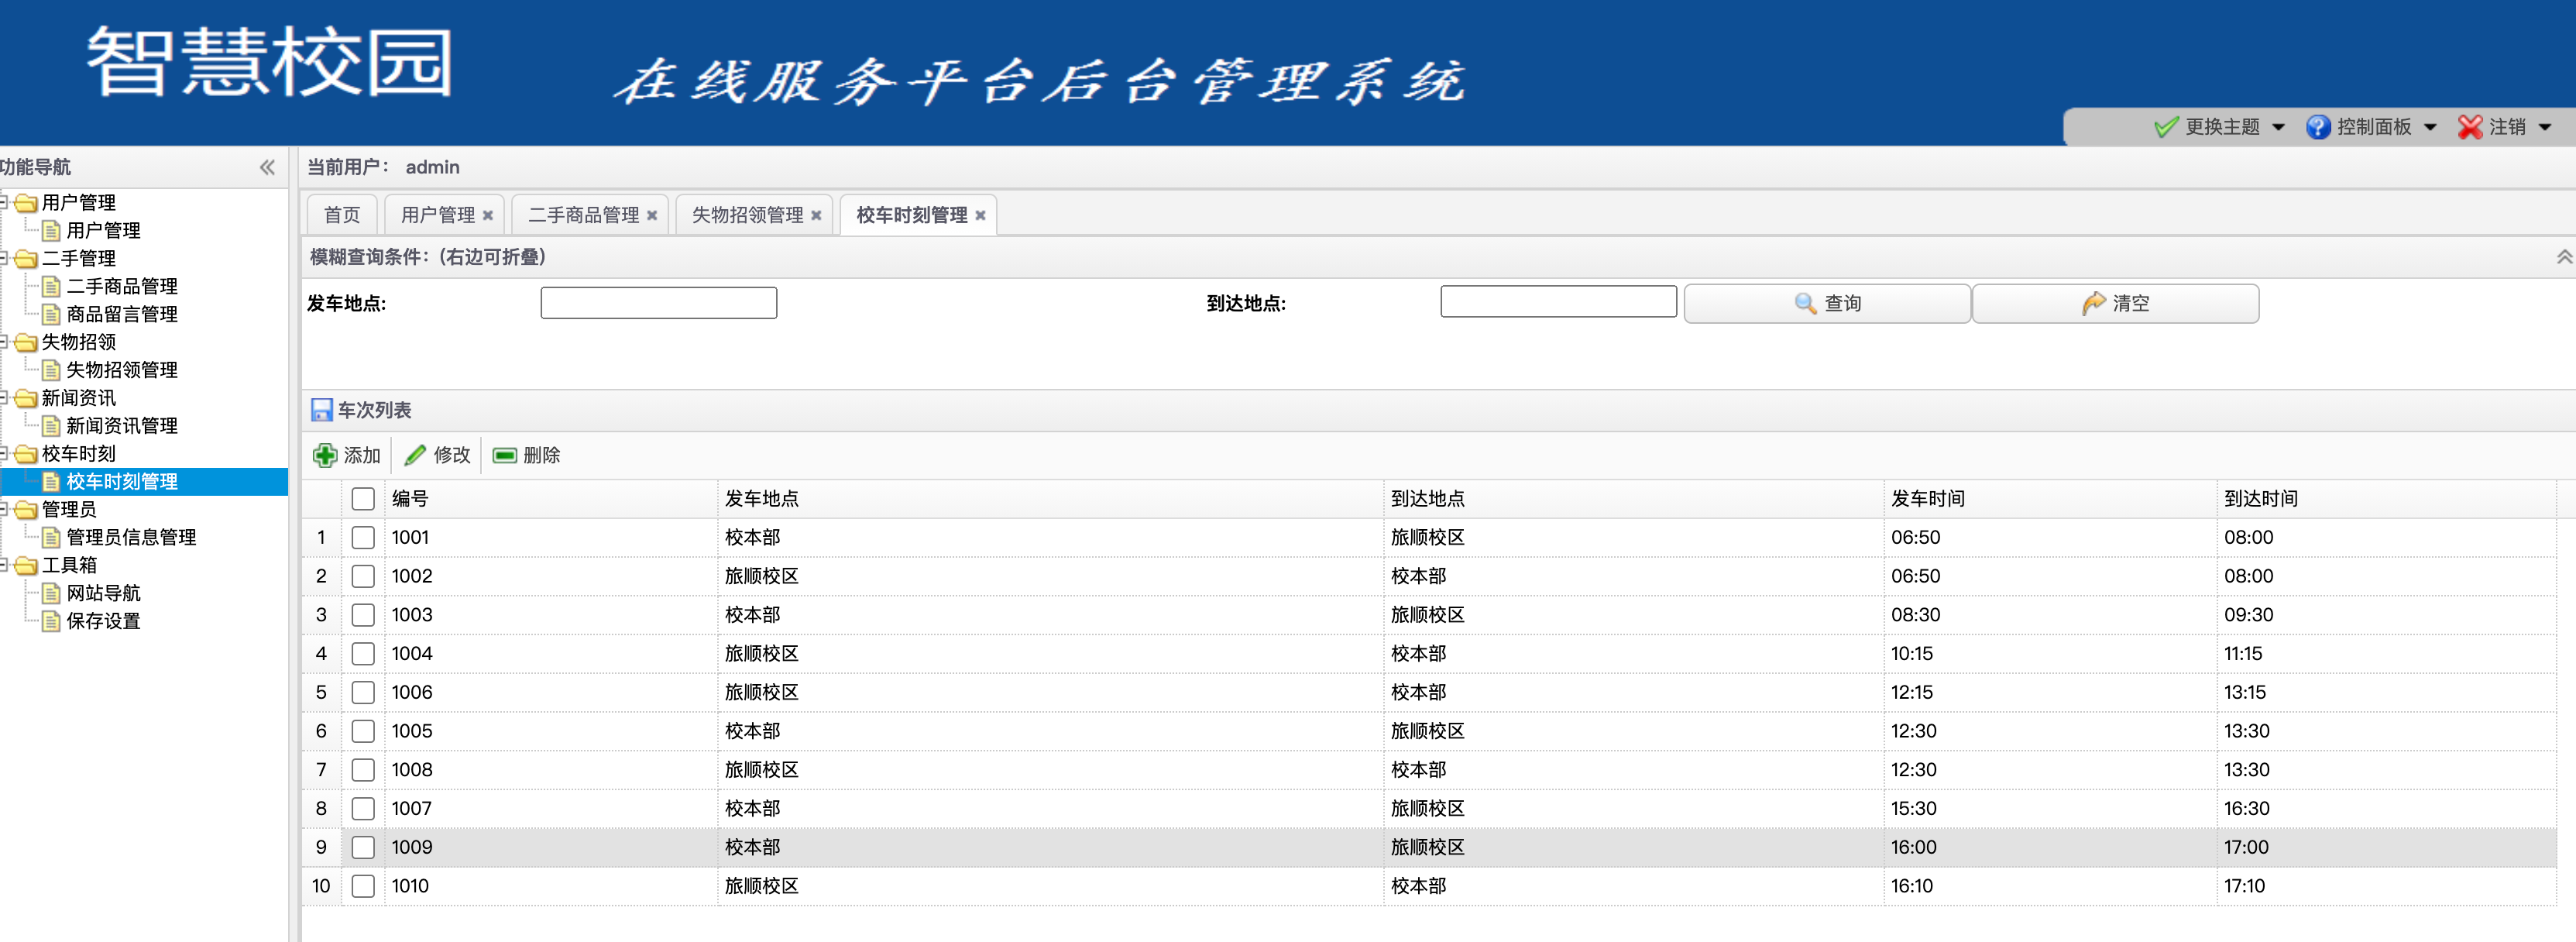 智慧校园 在线服务平台后台管理系统
更换主题 控制面板 注销
功能导航
用户管理
用户管理
二手管理
二手商品管理
商品留言管理
失物招领
失物招领管理
新闻资讯
新闻资讯管理
校车时刻
校车时刻管理
管理员
管理员信息管理
工具箱
网站导航
保存设置
当前用户： admin
首页 用户管理 二手商品管理 失物招领管理 校车时刻管理
模糊查询条件：（右边可折叠）
发车地点: 到达地点: 查询 清空
车次列表
添加 修改 删除
编号 发车地点 到达地点 发车时间 到达时间
1 1001 校本部 旅顺校区 06:50 08:00
2 1002 旅顺校区 校本部 06:50 08:00
3 1003 校本部 旅顺校区 08:30 09:30
4 1004 旅顺校区 校本部 10:15 11:15
5 1006 旅顺校区 校本部 12:15 13:15
6 1005 校本部 旅顺校区 12:30 13:30
7 1008 旅顺校区 校本部 12:30 13:30
8 1007 校本部 旅顺校区 15:30 16:30
9 1009 校本部 旅顺校区 16:00 17:00
10 1010 旅顺校区 校本部 16:10 17:10